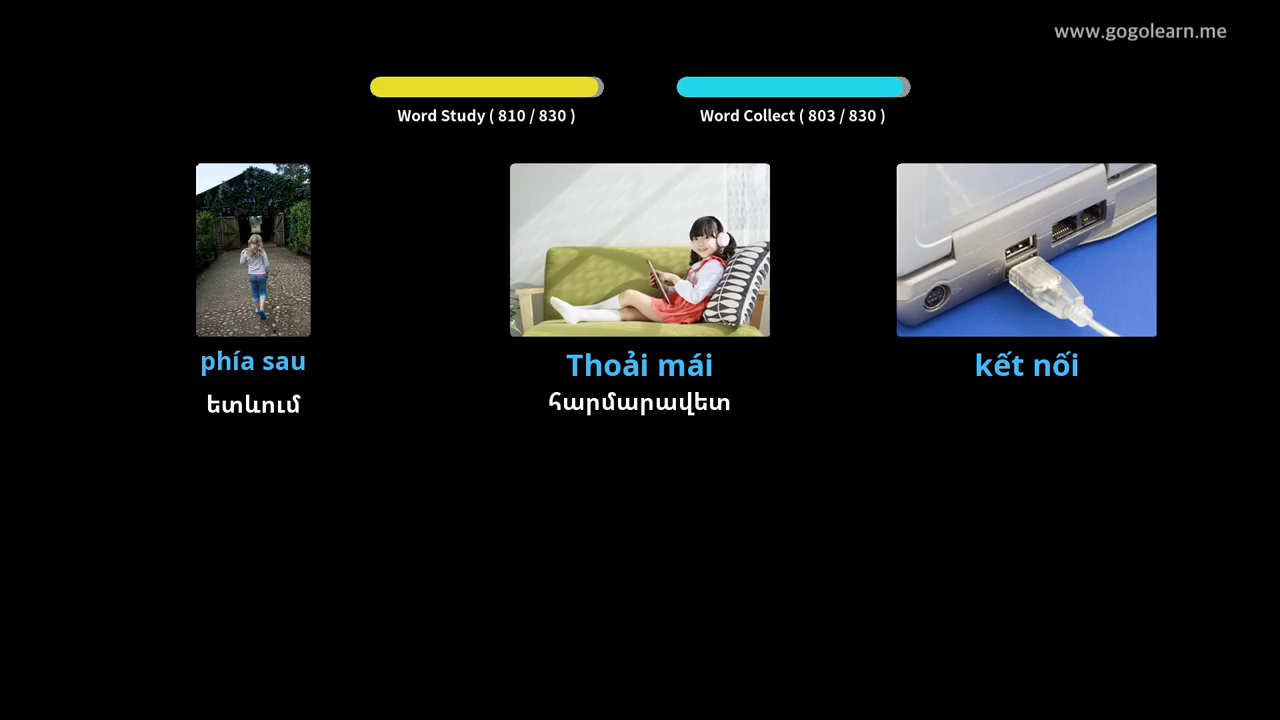 www.gogolearn.me
Word Study ( 810 / 830 )
Word Collect ( 803 / 830 )
phía sau
Thoải mái
kết nối
ետևում
հարմարավետ